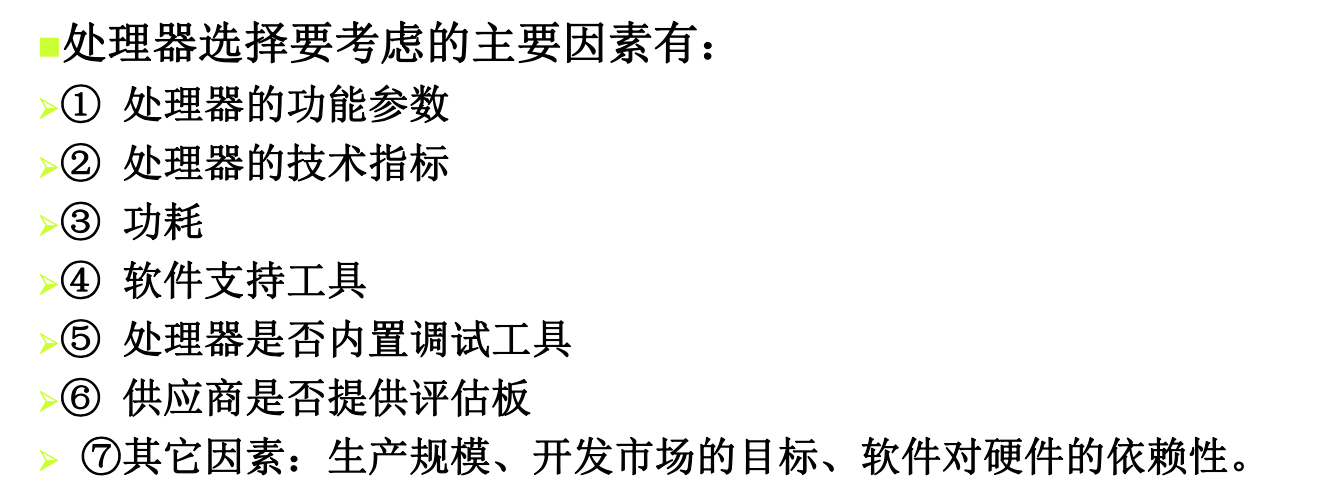 处理器选择要考虑的主要因素有：
① 处理器的功能参数
② 处理器的技术指标
③ 功耗
④ 软件支持工具
⑤ 处理器是否内置调试工具
⑥ 供应商是否提供评估板
⑦其它因素：生产规模、开发市场的目标、软件对硬件的依赖性。